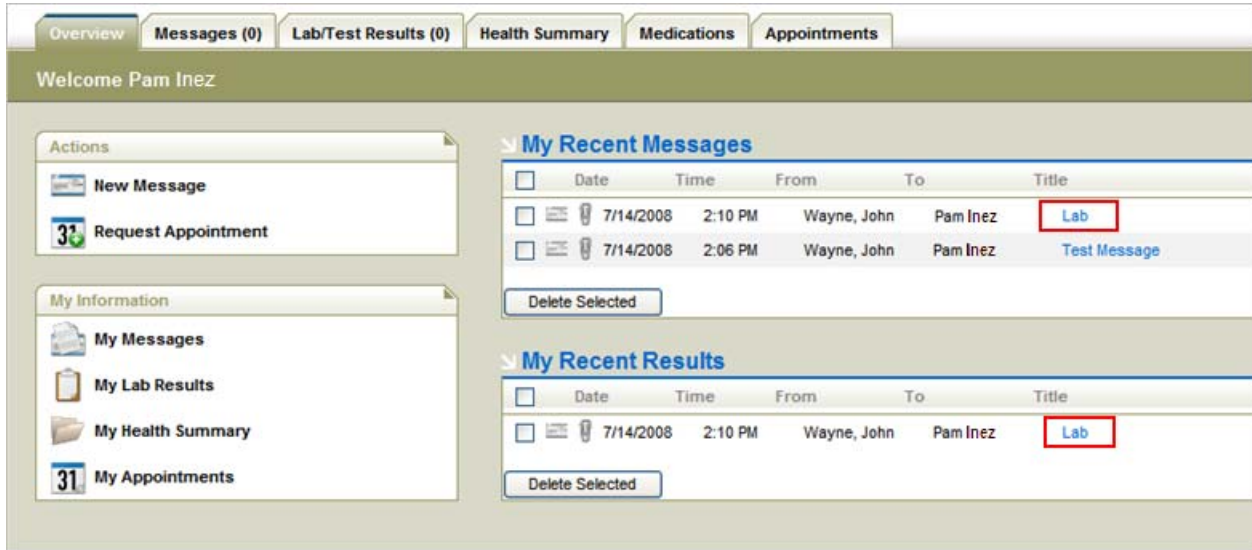 Overview Messages (0) Lab/Test Results (0) Health Summary Medications Appointments
Welcome Pam Inez
Actions
New Message
31 Request Appointment
My Information
My Messages
My Lab Results
My Health Summary
31 My Appointments
My Recent Messages
Date Time From To Title
7/14/2008 2:10 PM Wayne, John Pam Inez Lab
7/14/2008 2:06 PM Wayne, John Pam Inez Test Message
Delete Selected
My Recent Results
Date Time From To Title
7/14/2008 2:10 PM Wayne, John Pam Inez Lab
Delete Selected